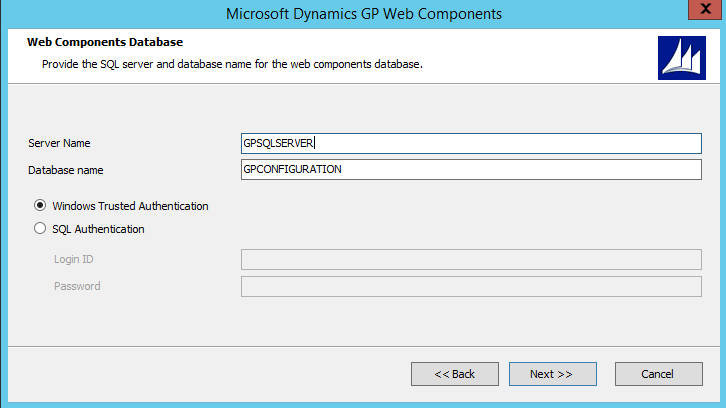 Microsoft Dynamics GP Web Components
X
Web Components Database
Provide the SQL server and database name for the web components database.
Server Name
GPSQLSERVER
Database name
GPCONFIGURATION
Windows Trusted Authentication
SQL Authentication
Login ID
Password
<< Back
Next >>
Cancel